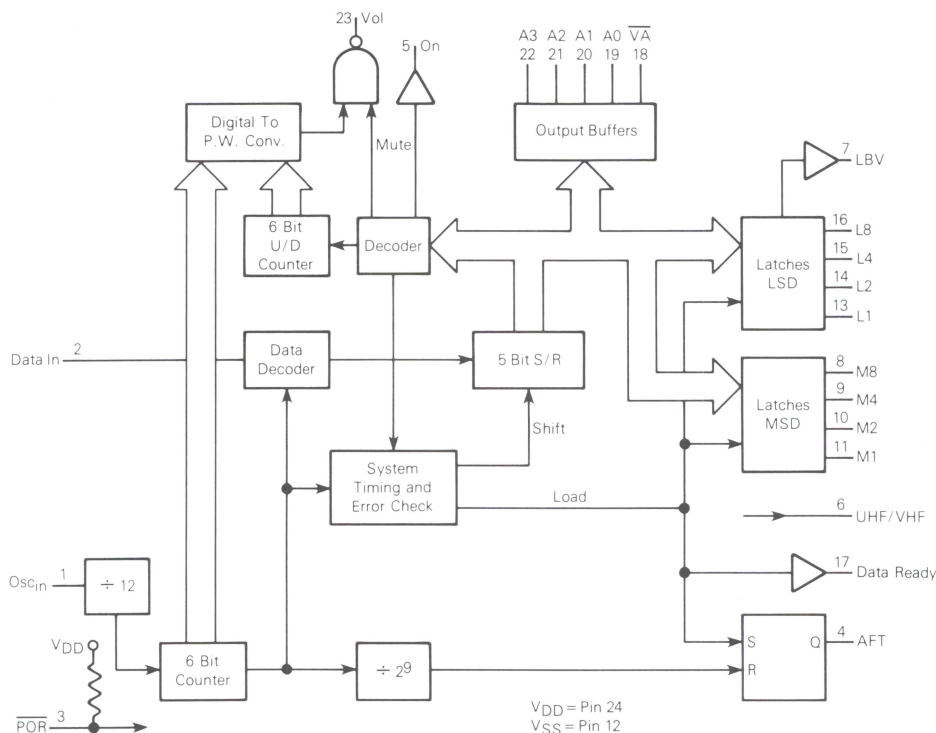 23 Vol
5 On
A3 A2 A1 A0 V̅A̅
22 21 20 19 18
Digital To
P.W. Conv.
Mute
Output Buffers
7 LBV
6 Bit
U/D
Counter
Decoder
Latches
LSD
16 L8
15 L4
14 L2
13 L1
Data In 2
Data
Decoder
5 Bit S/R
Shift
Latches
MSD
8 M8
9 M4
10 M2
11 M1
System
Timing and
Error Check
Load
6 UHF/VHF
17 Data Ready
Oscin 1
÷ 12
VDD
6 Bit
Counter
÷ 2⁹
S Q
R
4 AFT
P̅O̅R̅ 3
VDD = Pin 24
VSS = Pin 12